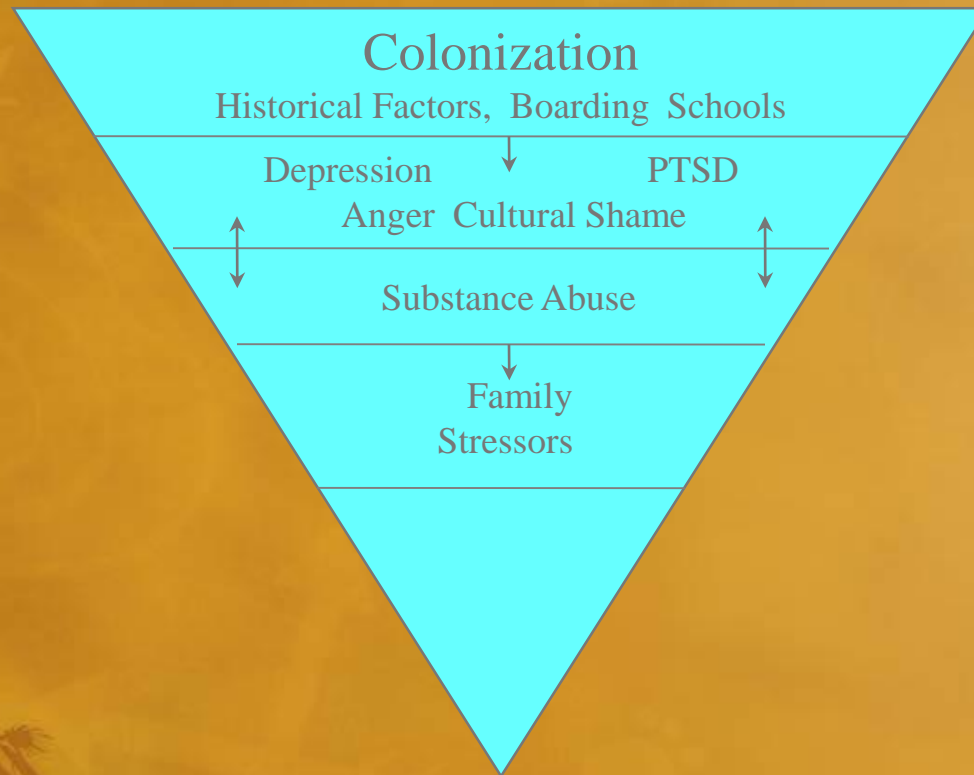 Colonization
Historical Factors, Boarding Schools
Depression PTSD
Anger Cultural Shame
Substance Abuse
Family
Stressors